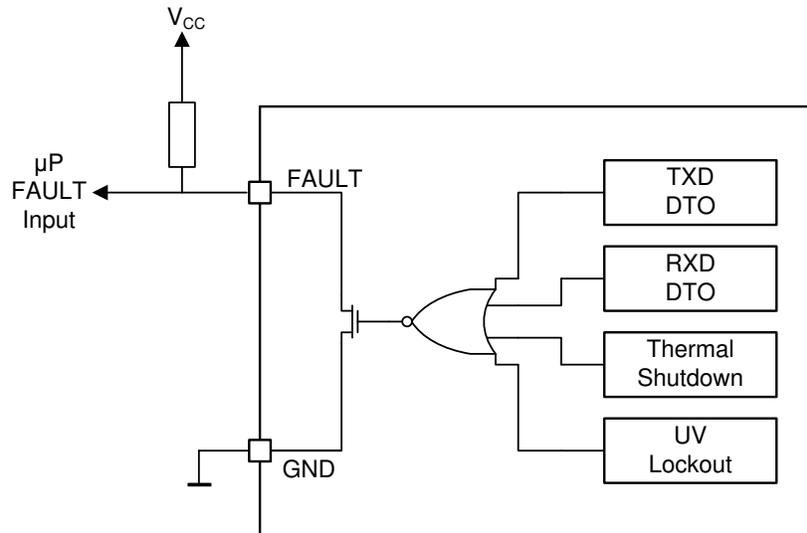 VCC
µP
FAULT
Input
FAULT
GND
TXD
DTO
RXD
DTO
Thermal
Shutdown
UV
Lockout